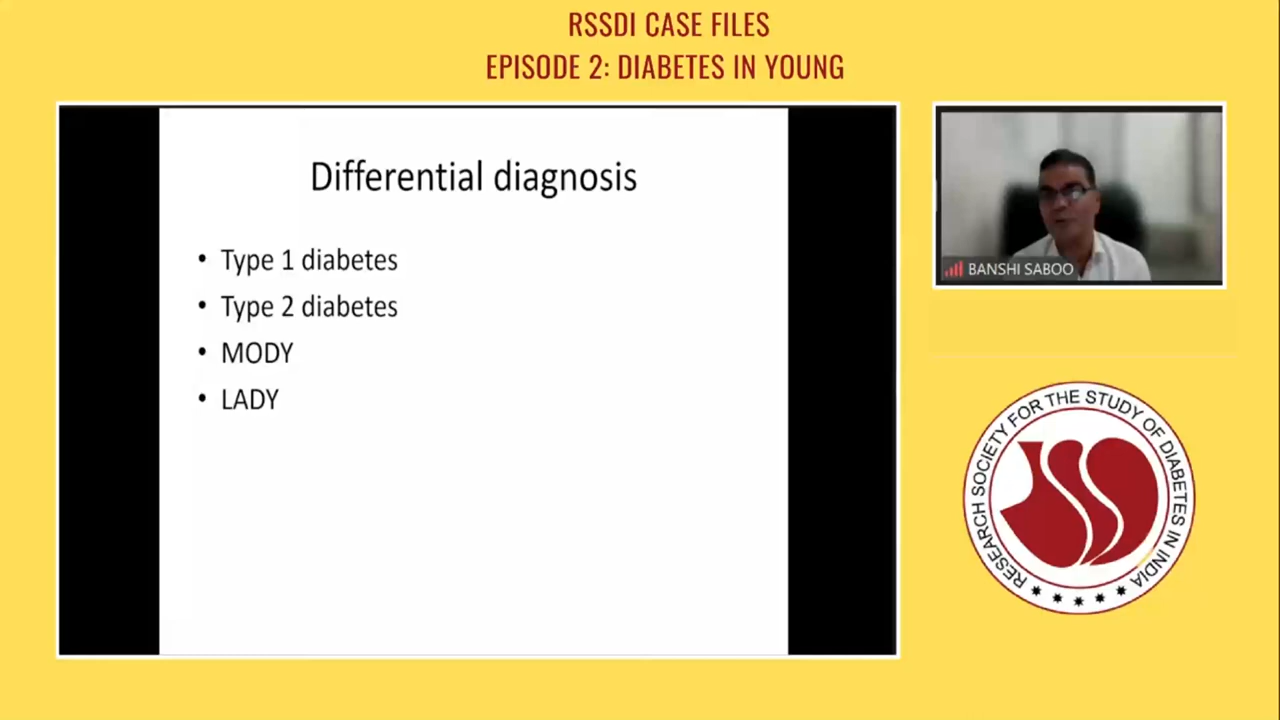 RSSDI CASE FILES
EPISODE 2: DIABETES IN YOUNG
Differential diagnosis
• Type 1 diabetes
• Type 2 diabetes
• MODY
• LADY
BANSHI SABOO
RESEARCH SOCIETY FOR THE STUDY OF DIABETES IN INDIA